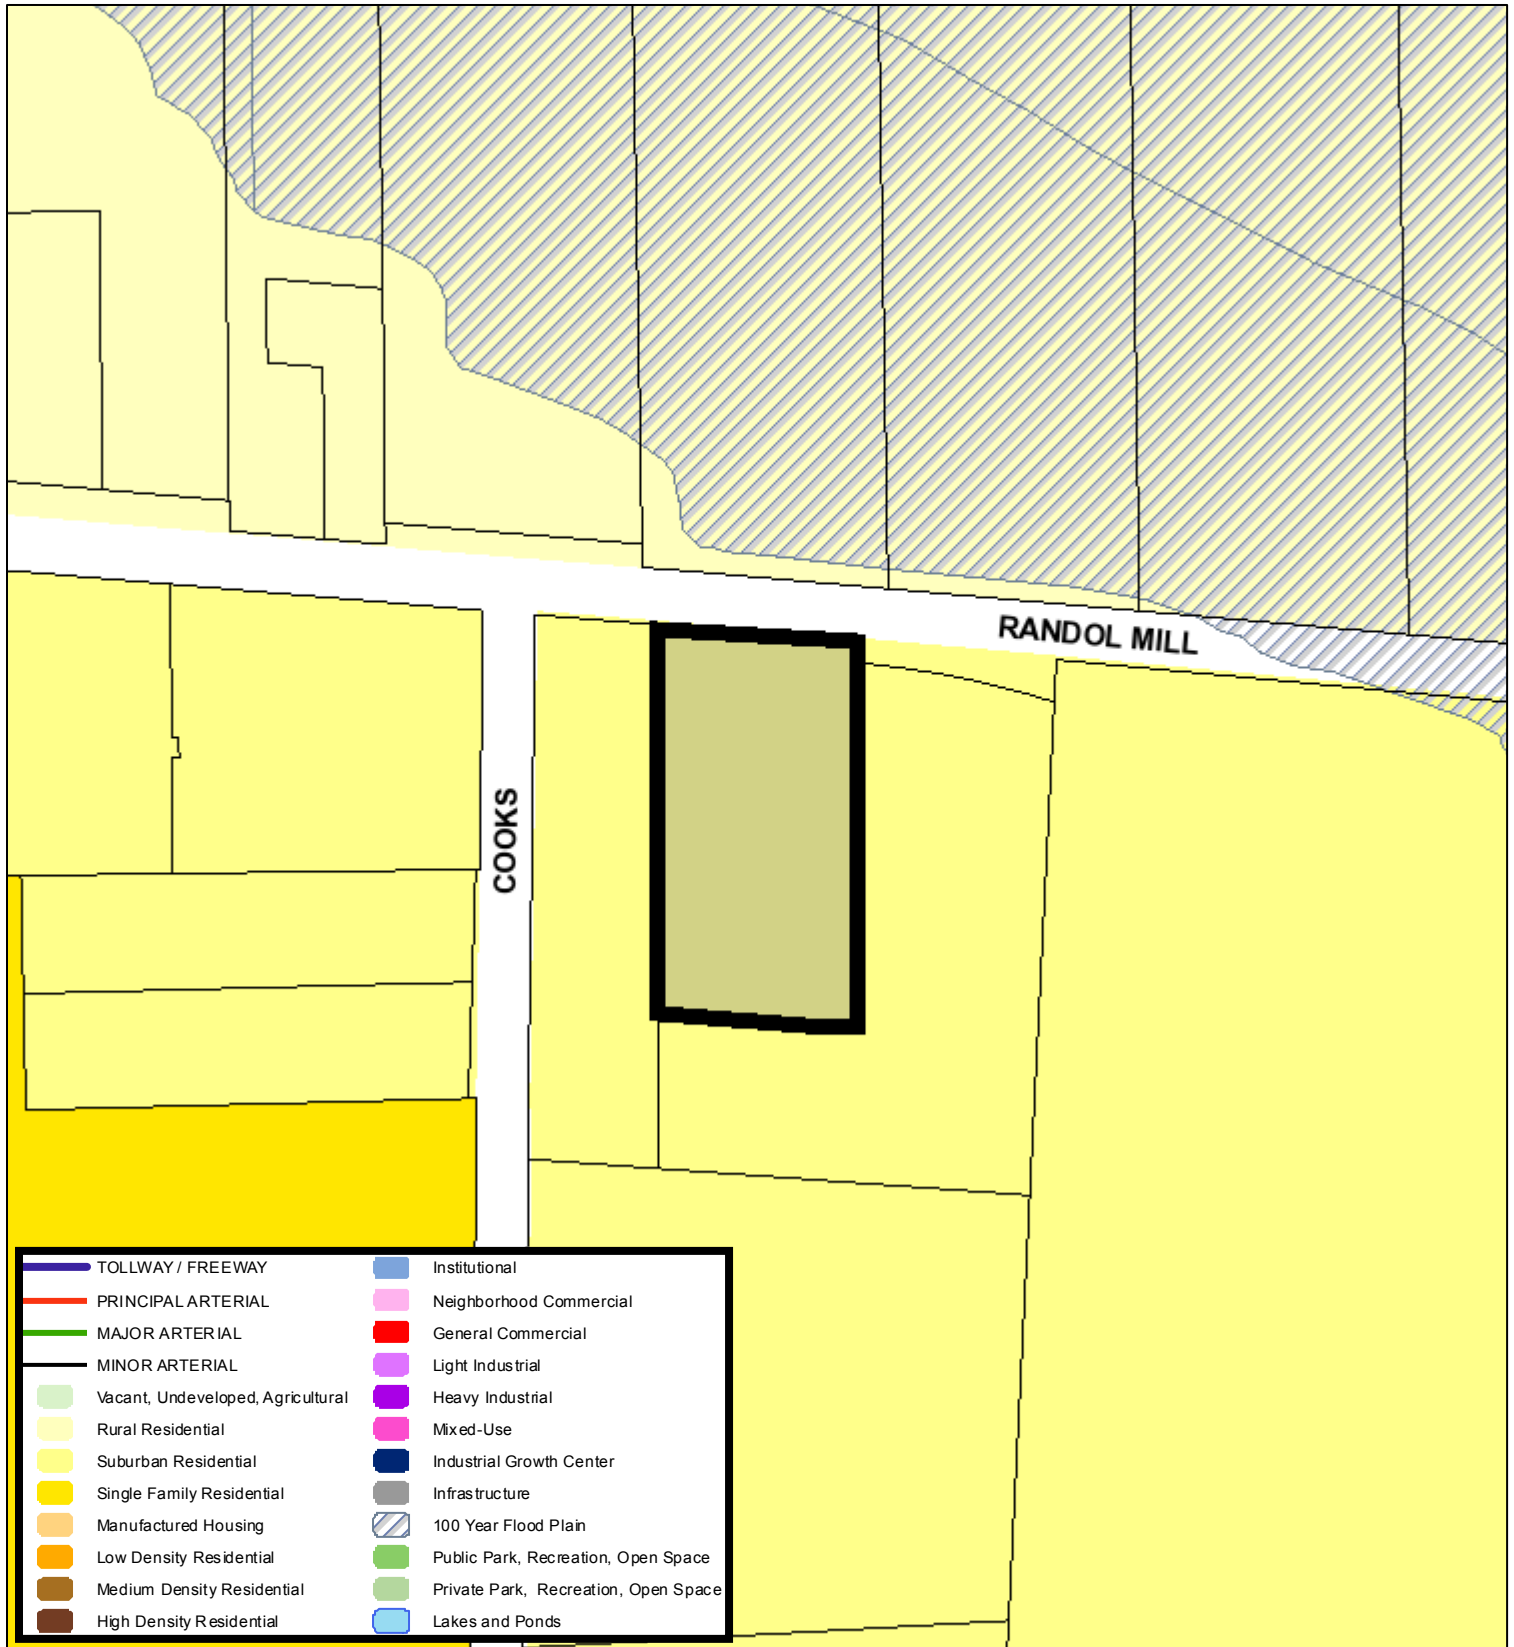 RANDOL MILL
COOKS
TOLLWAY / FREEWAY
PRINCIPAL ARTERIAL
MAJOR ARTERIAL
MINOR ARTERIAL
Vacant, Undeveloped, Agricultural
Rural Residential
Suburban Residential
Single Family Residential
Manufactured Housing
Low Density Residential
Medium Density Residential
High Density Residential
Institutional
Neighborhood Commercial
General Commercial
Light Industrial
Heavy Industrial
Mixed-Use
Industrial Growth Center
Infrastructure
100 Year Flood Plain
Public Park, Recreation, Open Space
Private Park, Recreation, Open Space
Lakes and Ponds